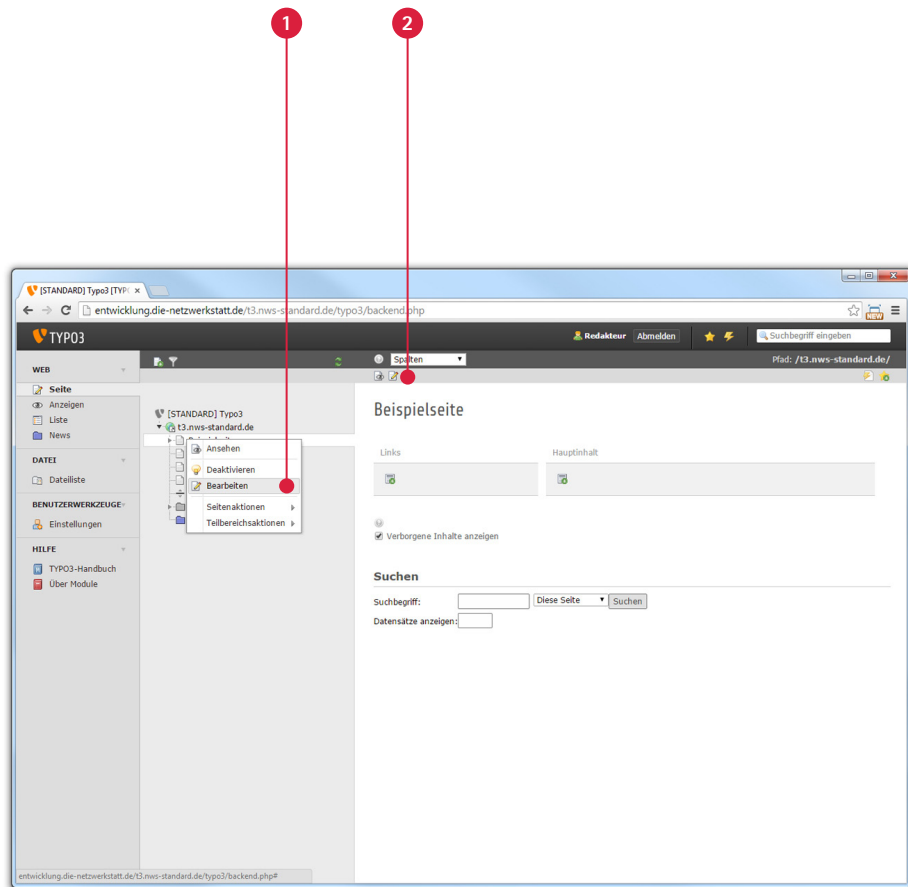 1
2
[STANDARD] Typo3 [TYP
entwicklung.die-netzwerkstatt.de/t3.nws-standard.de/typo3/backend.php
NEW
TYPO3
Redakteur
Abmelden
Suchbegriff eingeben
Spalten
Pfad: /t3.nws-standard.de/
WEB
Seite
Anzeigen
Liste
News
DATEI
Dateiliste
BENUTZERWERKZEUGE
Einstellungen
HILFE
TYPO3-Handbuch
Über Module
[STANDARD] Typo3
t3.nws-standard.de
Ansehen
Deaktivieren
Bearbeiten
Seitenaktionen
Teilbereichsaktionen
Beispielseite
Links
Hauptinhalt
Verborgene Inhalte anzeigen
Suchen
Suchbegriff:
Diese Seite
Suchen
Datensätze anzeigen:
entwicklung.die-netzwerkstatt.de/t3.nws-standard.de/typo3/backend.php#